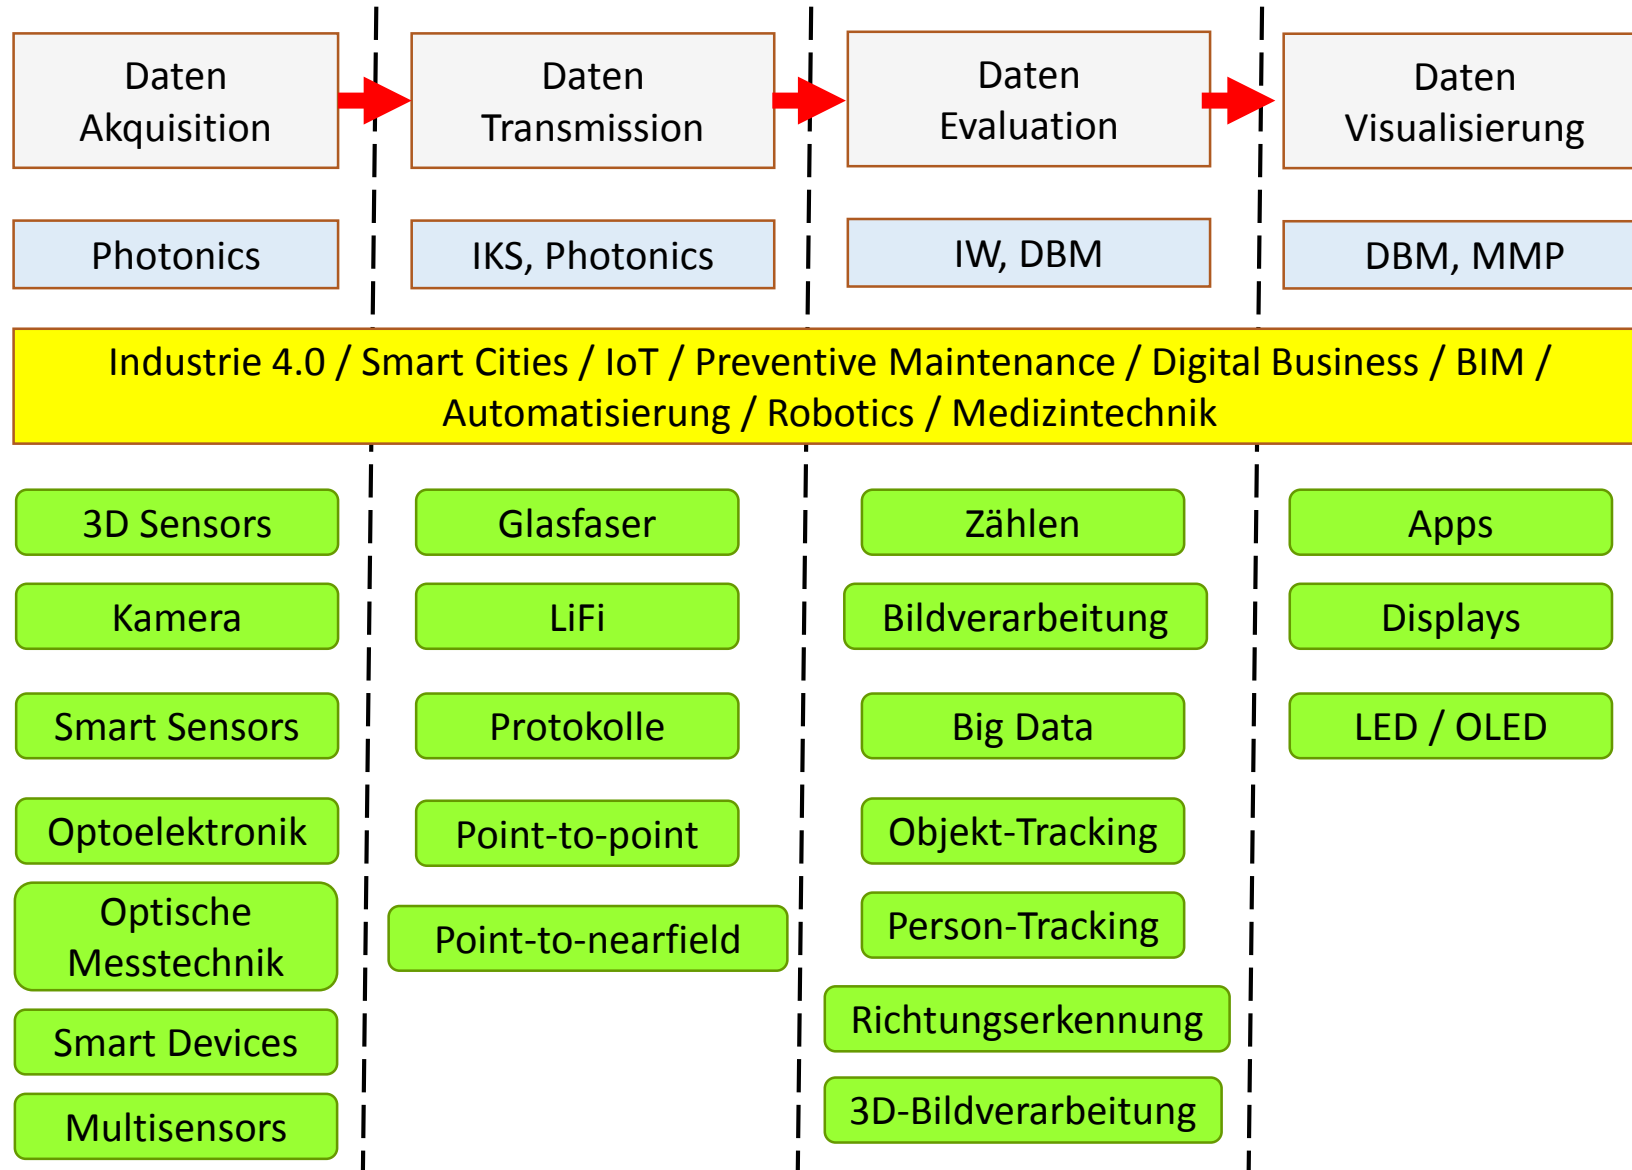 Daten
Akquisition
Daten
Transmission
Daten
Evaluation
Daten
Visualisierung
Photonics
IKS, Photonics
IW, DBM
DBM, MMP
Industrie 4.0 / Smart Cities / IoT / Preventive Maintenance / Digital Business / BIM /
Automatisierung / Robotics / Medizintechnik
3D Sensors
Kamera
Smart Sensors
Optoelektronik
Optische
Messtechnik
Smart Devices
Multisensors
Glasfaser
LiFi
Protokolle
Point-to-point
Point-to-nearfield
Zählen
Bildverarbeitung
Big Data
Objekt-Tracking
Person-Tracking
Richtungserkennung
3D-Bildverarbeitung
Apps
Displays
LED / OLED